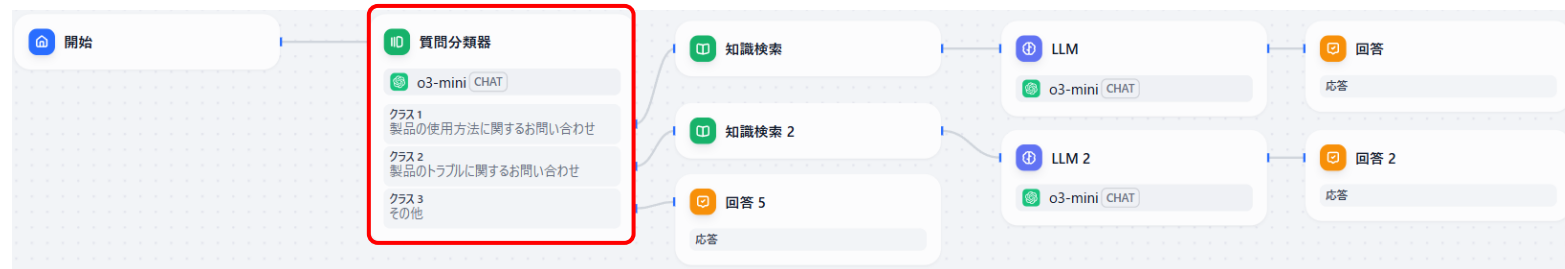 開始
質問分類器
o3-mini CHAT
クラス 1
製品の使用方法に関するお問い合わせ
クラス 2
製品のトラブルに関するお問い合わせ
クラス 3
その他
知識検索
知識検索 2
回答 5
応答
LLM
o3-mini CHAT
LLM 2
o3-mini CHAT
回答
応答
回答 2
応答